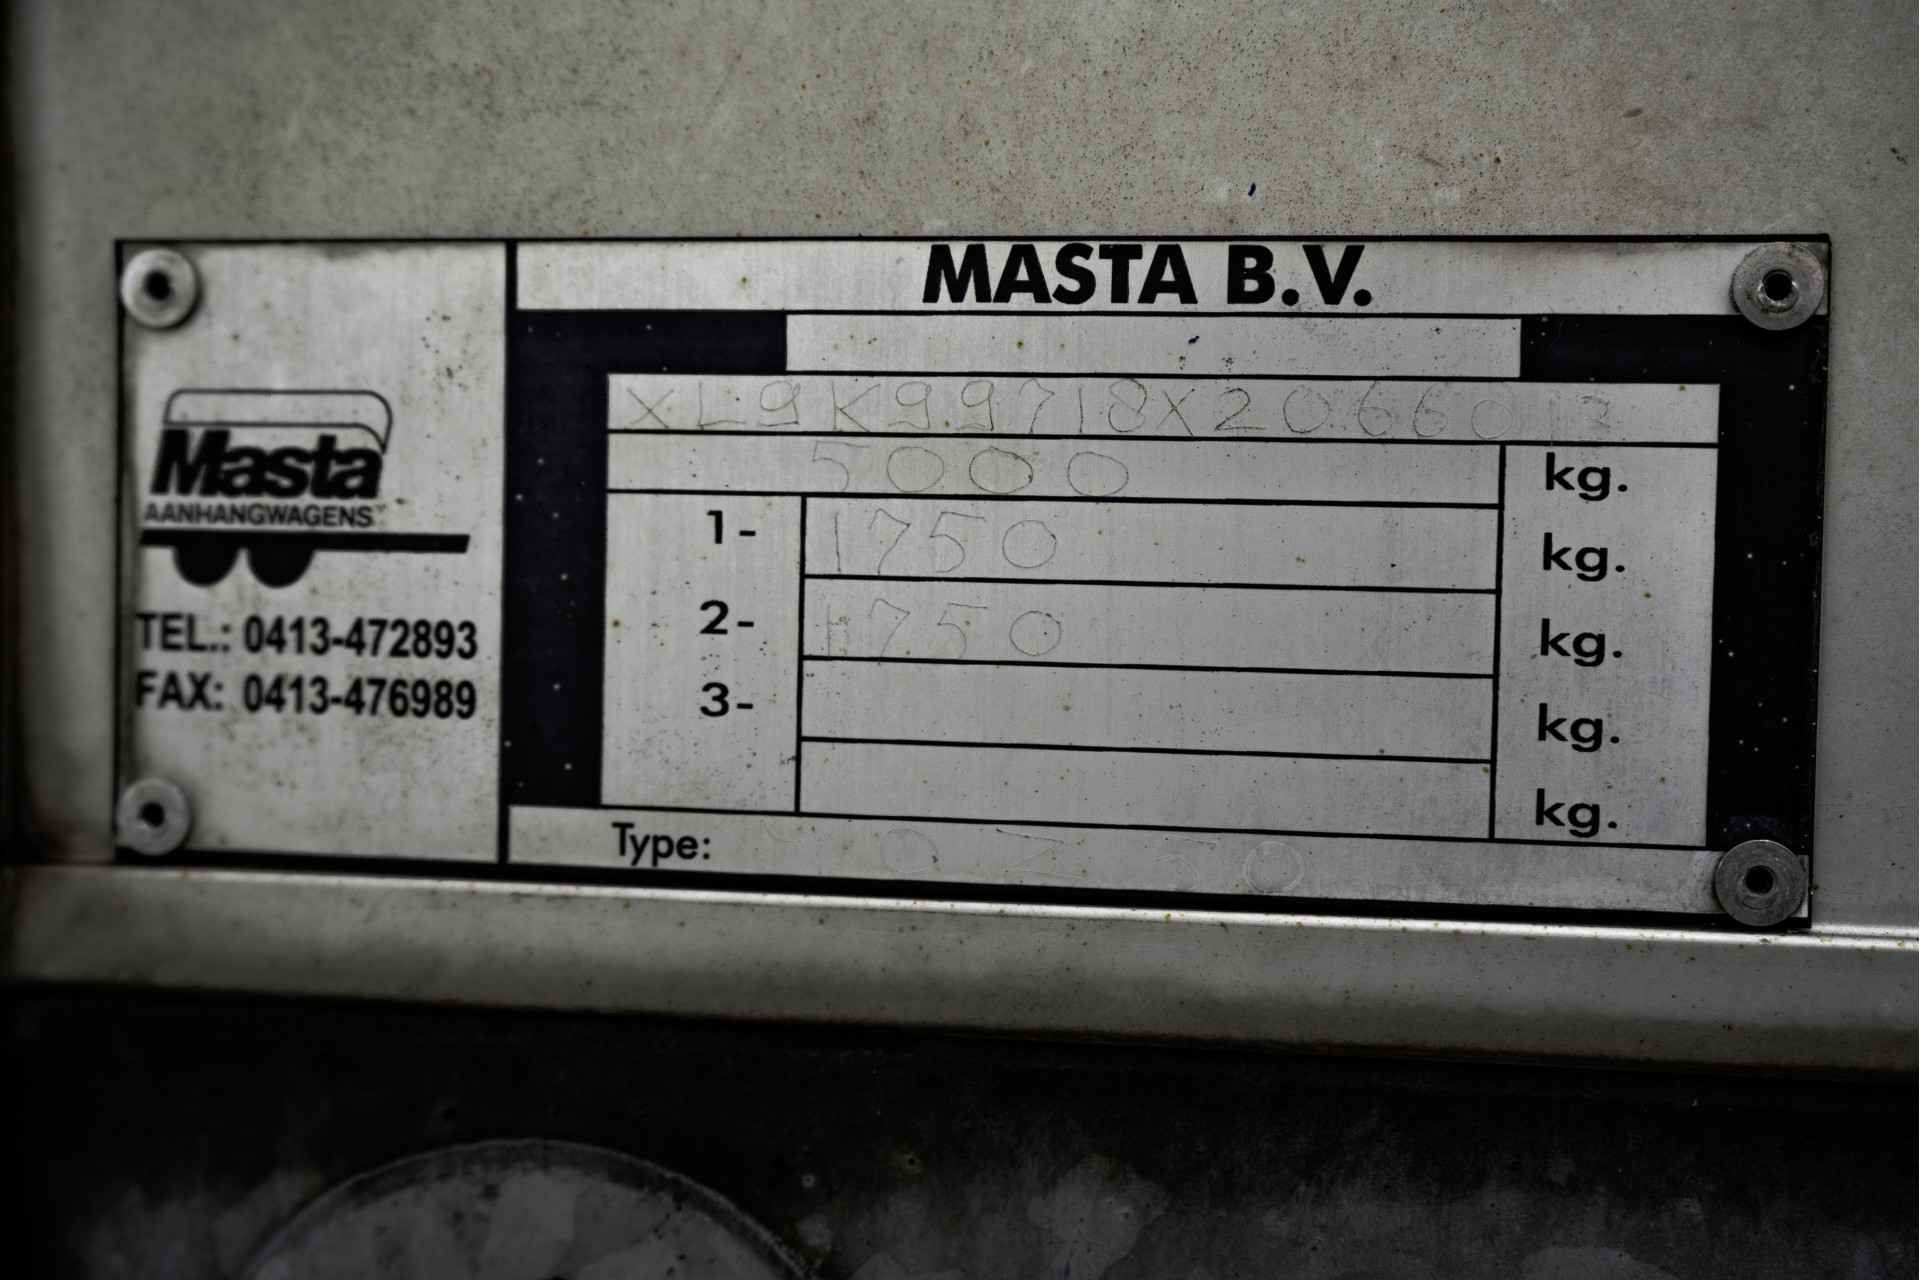 Masta
AANHANGWAGENS
TEL.: 0413-472893
FAX: 0413-476989
MASTA B.V.
XL9K99718X2066013
5000 kg.
1- 1750 kg.
2- 1750 kg.
3- kg.
kg.
Type: